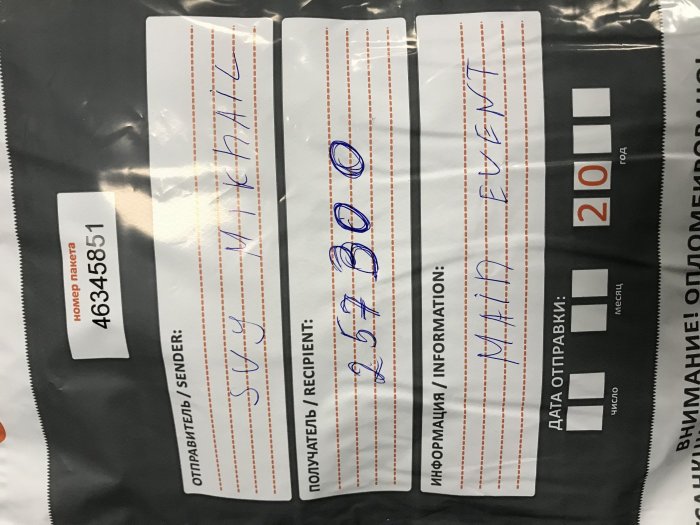 номер пакета
46345851
ОТПРАВИТЕЛЬ / SENDER:
SUY MIKHAIL
ПОЛУЧАТЕЛЬ / RECIPIENT:
257300
ИНФОРМАЦИЯ / INFORMATION:
MAIN EVENT
ДАТА ОТПРАВКИ:
20
число месяц год
ВНИМАНИЕ! ОПЛОМБИРОВАНО!